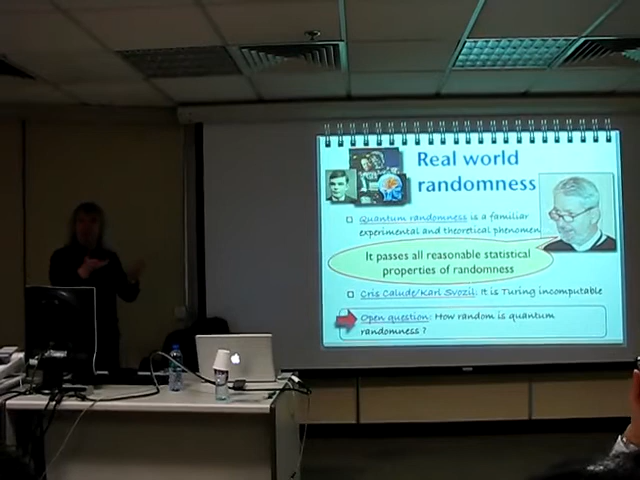 Real world
randomness
Quantum randomness is a familiar
experimental and theoretical phenomen
It passes all reasonable statistical
properties of randomness
Cris Calude/Karl Svozil: It is Turing incomputable
Open question: How random is quantum
randomness ?